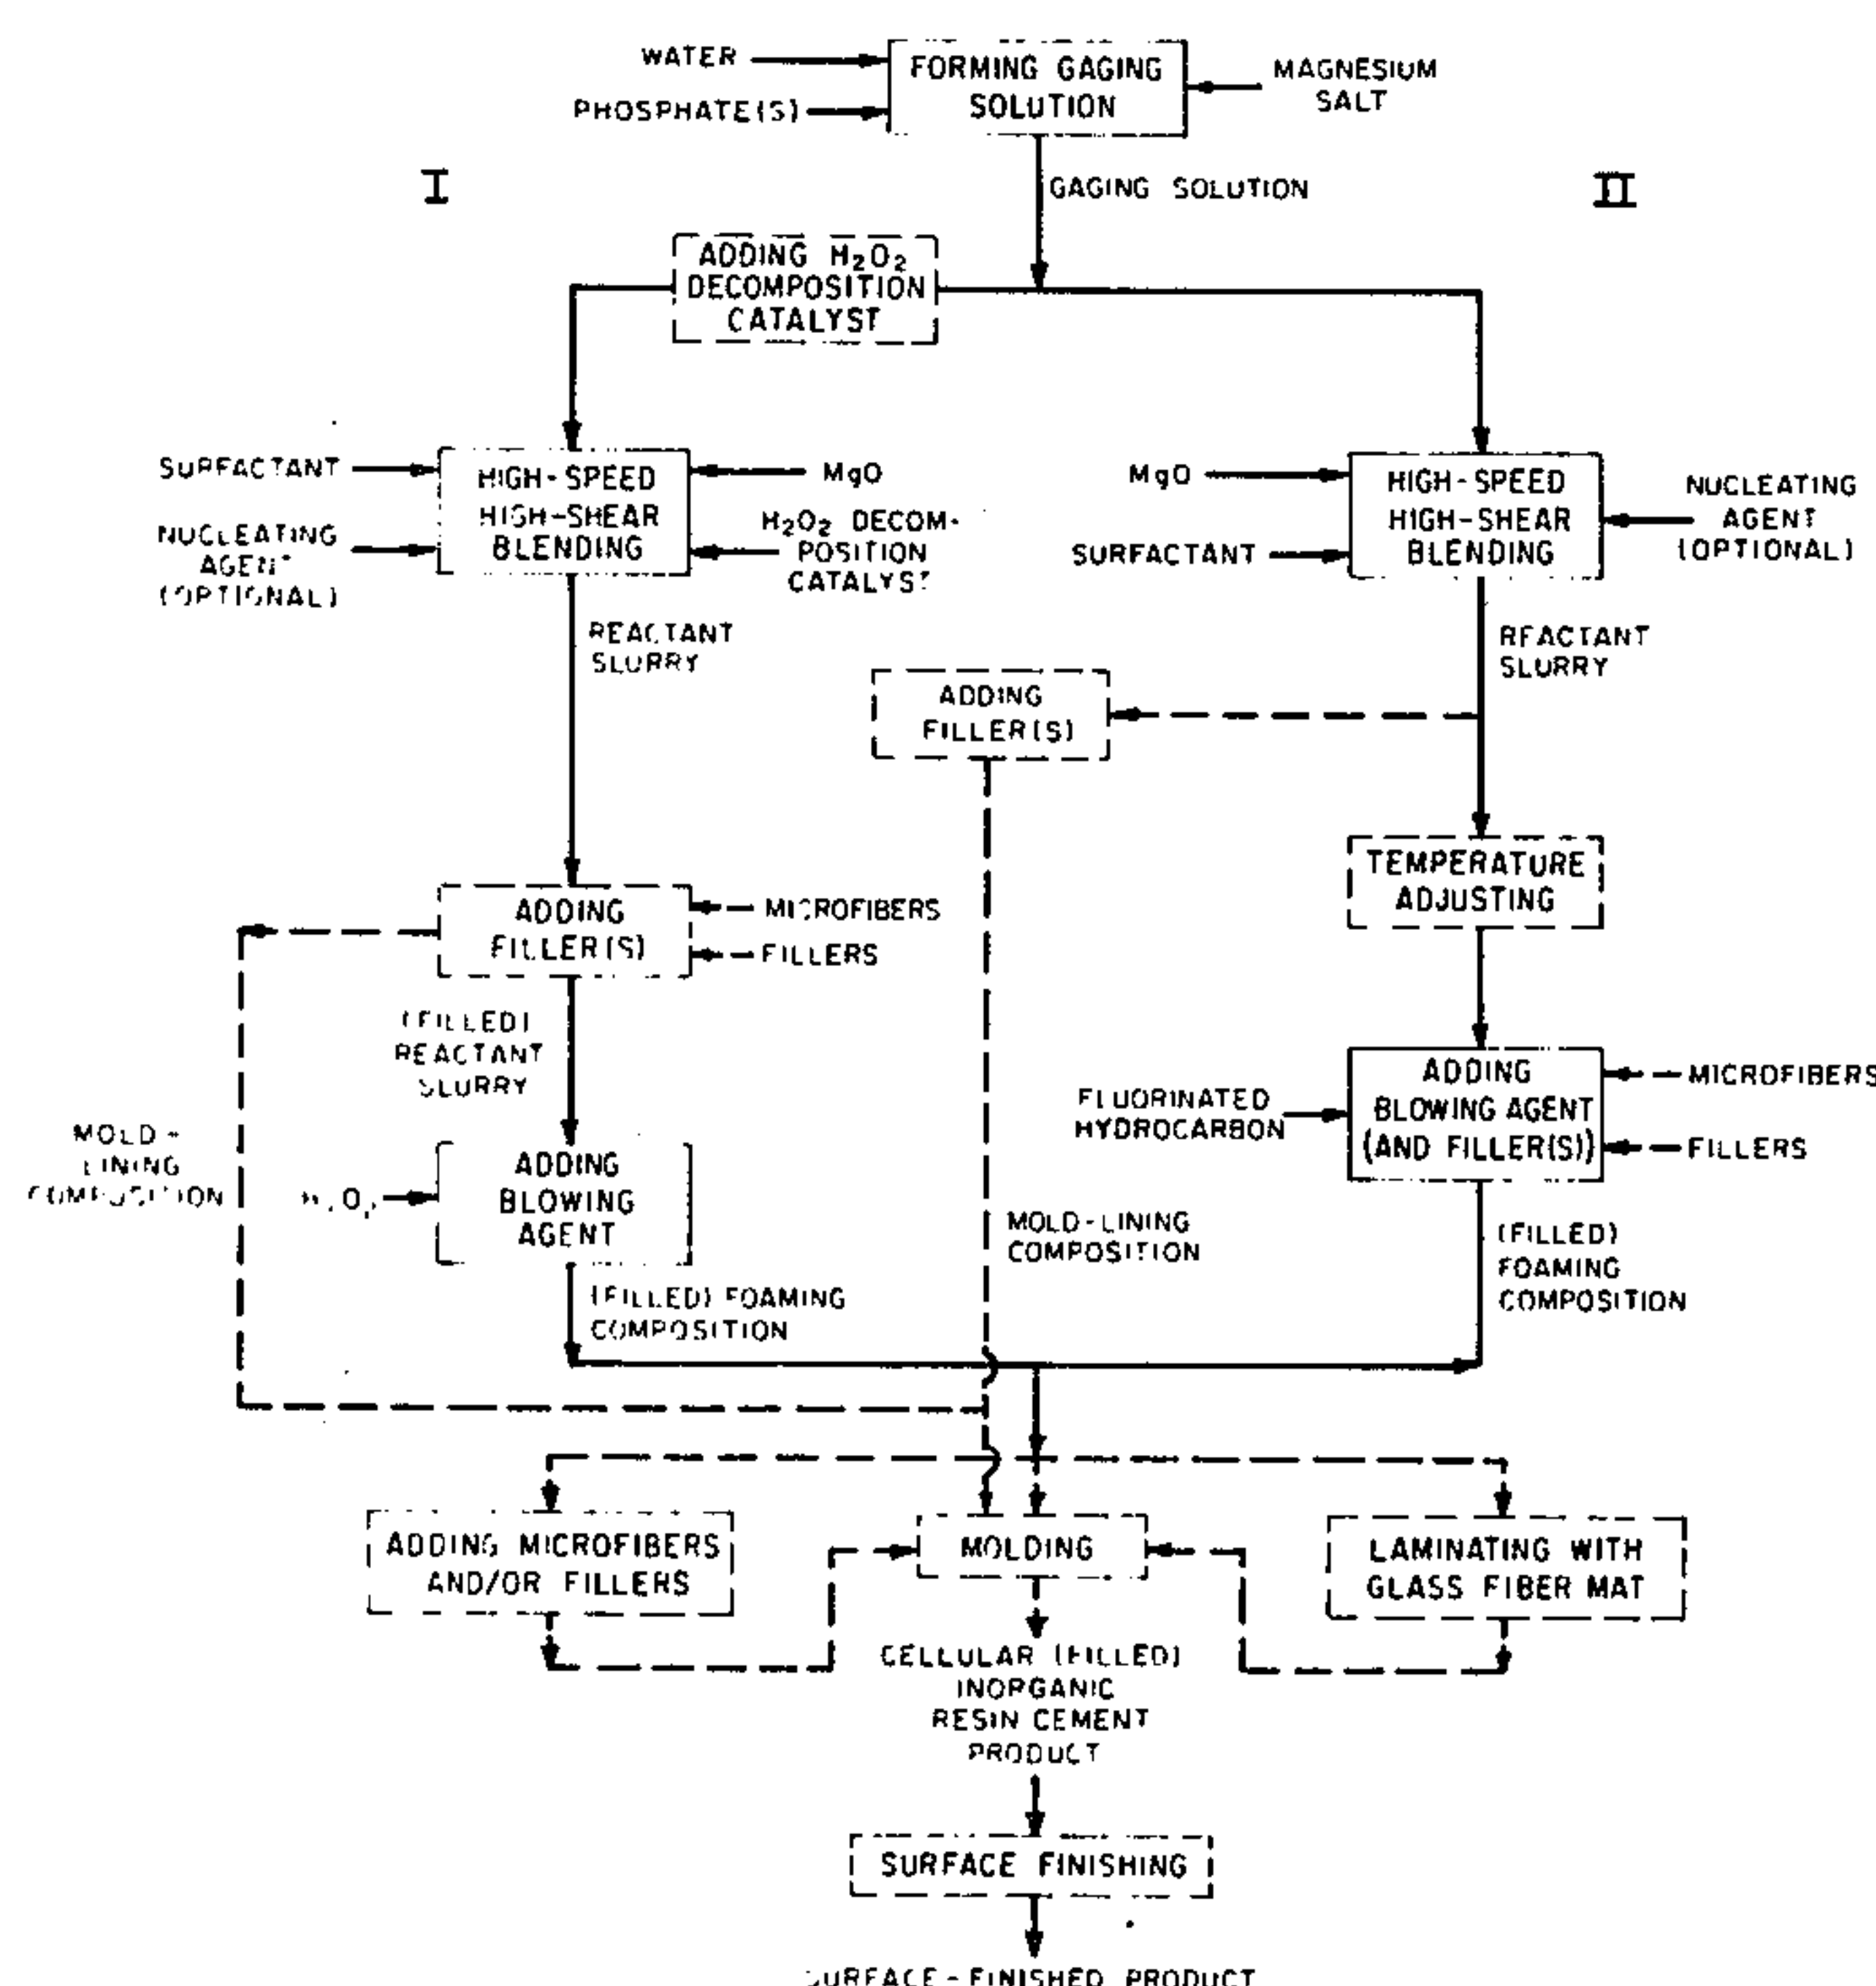 WATER
PHOSPHATE(S)
FORMING GAGING
SOLUTION
MAGNESIUM
SALT
I
GAGING SOLUTION
II
ADDING H₂O₂
DECOMPOSITION
CATALYST
SURFACTANT
NUCLEATING
AGENT
(OPTIONAL)
HIGH-SPEED
HIGH-SHEAR
BLENDING
MgO
H₂O₂ DECOM-
POSITION
CATALYST
MgO
SURFACTANT
HIGH-SPEED
HIGH-SHEAR
BLENDING
NUCLEATING
AGENT
(OPTIONAL)
REACTANT
SLURRY
REACTANT
SLURRY
ADDING
FILLER(S)
TEMPERATURE
ADJUSTING
ADDING
FILLER(S)
MICROFIBERS
FILLERS
(FILLED)
REACTANT
SLURRY
MOLD-
LINING
COMPOSITION
H₂O₂
ADDING
BLOWING
AGENT
FLUORINATED
HYDROCARBON
ADDING
BLOWING AGENT
(AND FILLER(S))
MICROFIBERS
FILLERS
MOLD-LINING
COMPOSITION
(FILLED)
FOAMING
COMPOSITION
(FILLED) FOAMING
COMPOSITION
ADDING MICROFIBERS
AND/OR FILLERS
MOLDING
LAMINATING WITH
GLASS FIBER MAT
CELLULAR (FILLED)
INORGANIC
RESIN CEMENT
PRODUCT
SURFACE FINISHING
SURFACE-FINISHED PRODUCT